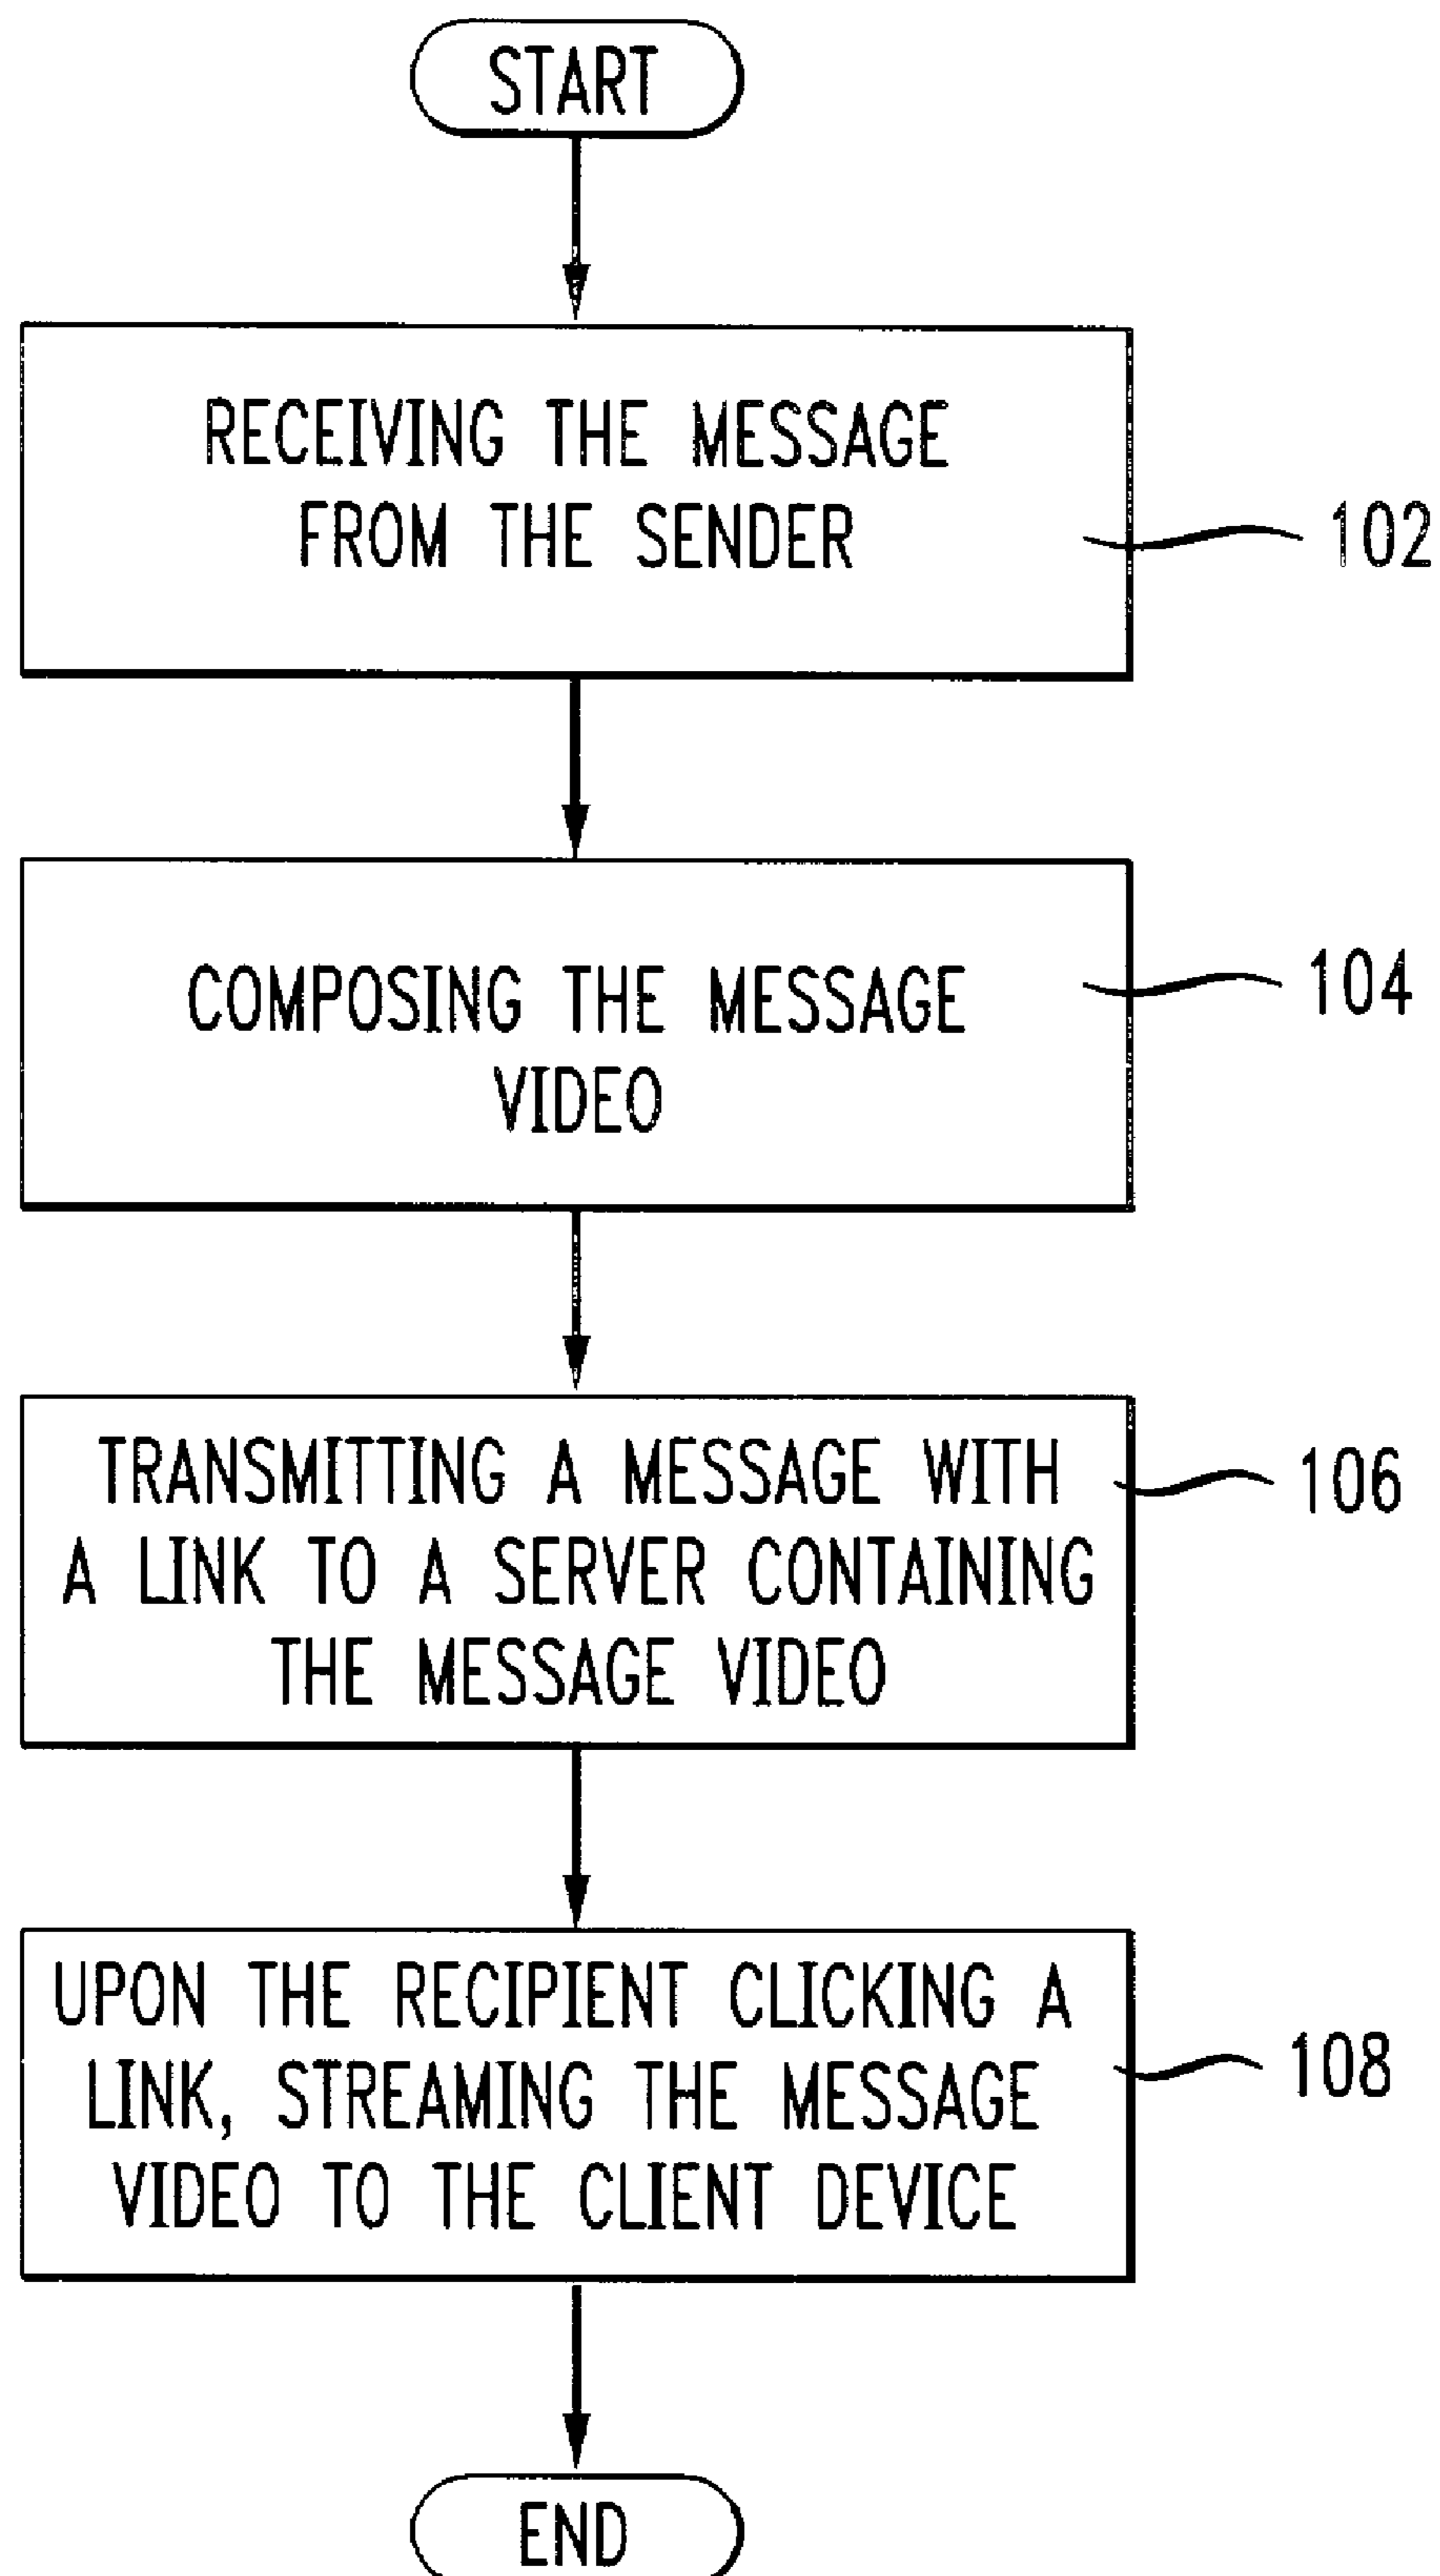 START
RECEIVING THE MESSAGE
FROM THE SENDER
102
COMPOSING THE MESSAGE
VIDEO
104
TRANSMITTING A MESSAGE WITH
A LINK TO A SERVER CONTAINING
THE MESSAGE VIDEO
106
UPON THE RECIPIENT CLICKING A
LINK, STREAMING THE MESSAGE
VIDEO TO THE CLIENT DEVICE
108
END